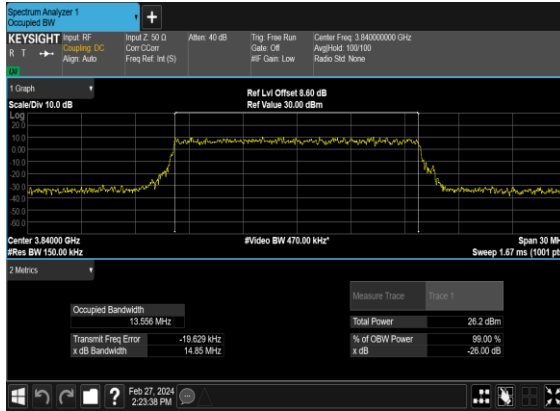 Spectrum Analyzer 1
Occupied BW
KEYSIGHT Input: RF Input Z: 50 Ω Atten: 40 dB Trig: Free Run Center Freq: 3.840000000 GHz
R T Coupling: DC Corr CCorr Gate: Off Avg|Hold: 100/100
Align: Auto Freq Ref: Int (S) #IF Gain: Low Radio Std: None
LV
1 Graph
Ref Lvl Offset 8.60 dB
Scale/Div 10.0 dB Ref Value 30.00 dBm
Log
20.0
10.0
0.00
-10.0
-20.0
-30.0
-40.0
-50.0
-60.0
Center 3.84000 GHz #Video BW 470.00 kHz* Span 30 MH
#Res BW 150.00 kHz Sweep 1.67 ms (1001 pt
2 Metrics
Measure Trace Trace 1
Occupied Bandwidth
13.556 MHz Total Power 26.2 dBm
Transmit Freq Error -19.629 kHz % of OBW Power 99.00 %
x dB Bandwidth 14.85 MHz x dB -26.00 dB
? Feb 27, 2024
2:23:38 PM